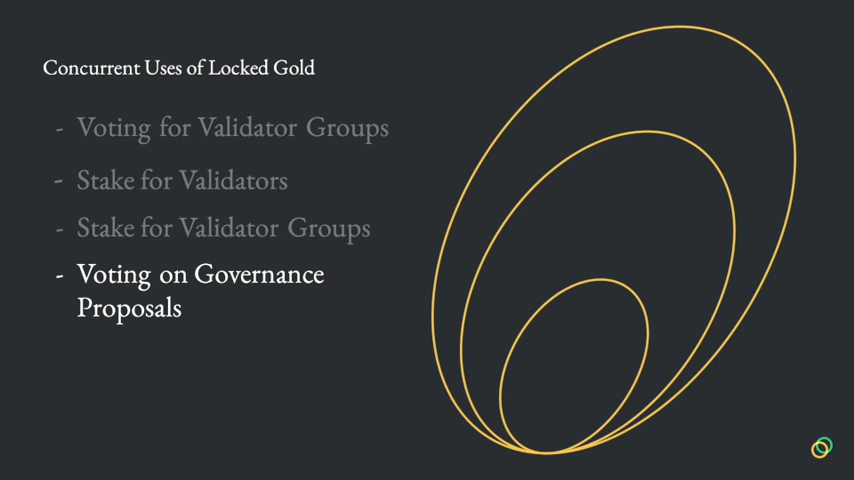 Concurrent Uses of Locked Gold
- Voting for Validator Groups
- Stake for Validators
- Stake for Validator Groups
- Voting on Governance
Proposals